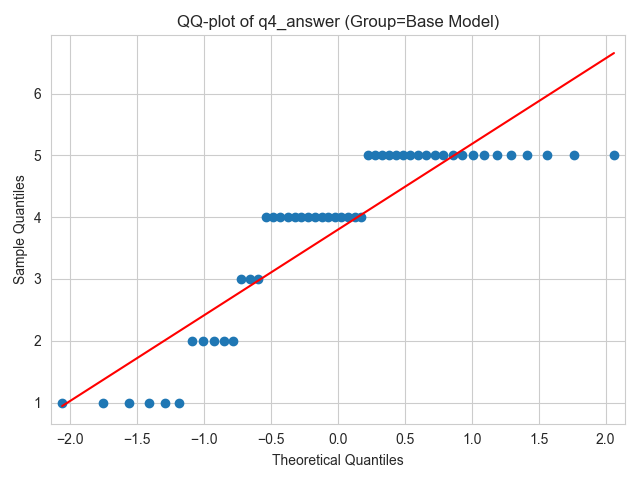 QQ-plot of q4_answer (Group=Base Model)
Sample Quantiles
6
5
4
3
2
1
−2.0 −1.5 −1.0 −0.5 0.0 0.5 1.0 1.5 2.0
Theoretical Quantiles